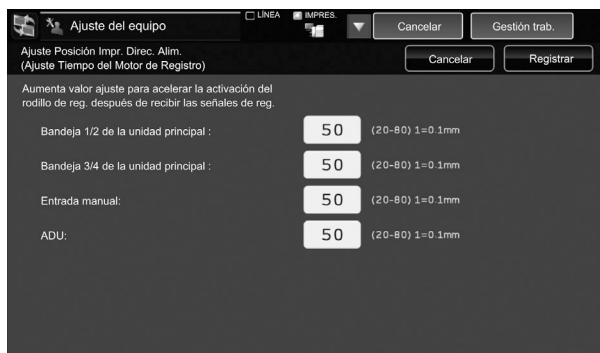 Ajuste del equipo
LÍNEA
IMPRES.
Cancelar
Gestión trab.
Ajuste Posición Impr. Direc. Alim.
(Ajuste Tiempo del Motor de Registro)
Cancelar
Registrar
Aumenta valor ajuste para acelerar la activación del
rodillo de reg. después de recibir las señales de reg.
Bandeja 1/2 de la unidad principal : 50 (20-80) 1=0.1mm
Bandeja 3/4 de la unidad principal : 50 (20-80) 1=0.1mm
Entrada manual: 50 (20-80) 1=0.1mm
ADU: 50 (20-80) 1=0.1mm